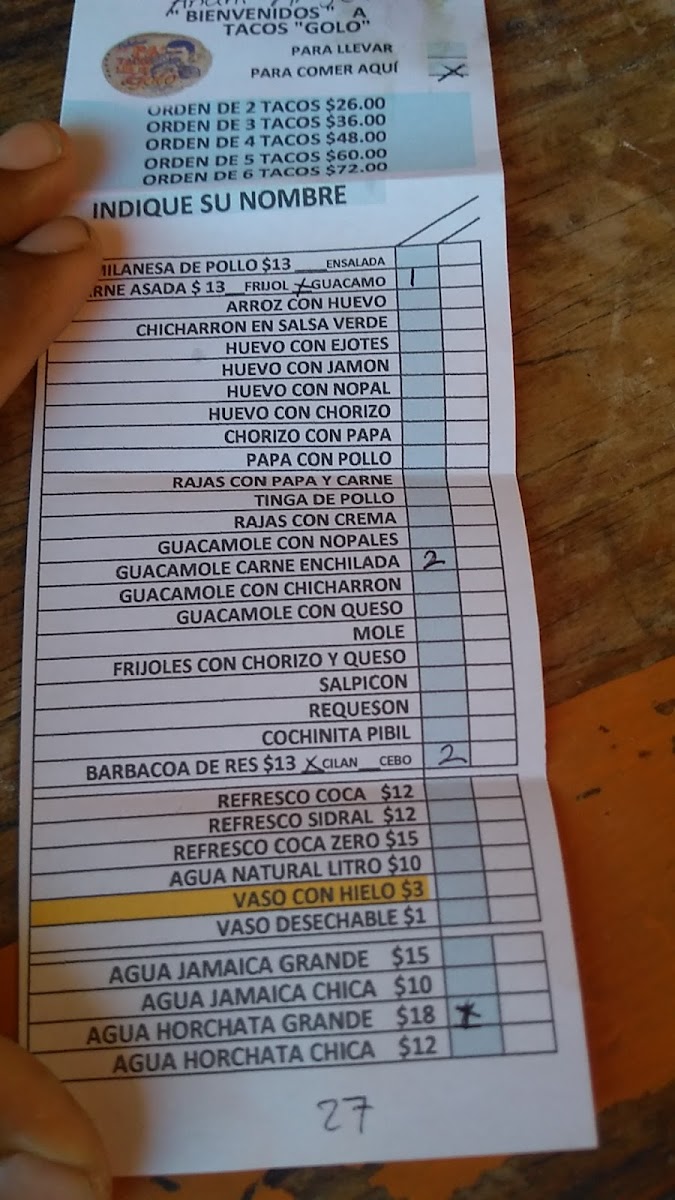 "BIENVENIDOS" A
TACOS "GOLO"
PARA LLEVAR
PARA COMER AQUÍ X
ORDEN DE 2 TACOS $26.00
ORDEN DE 3 TACOS $36.00
ORDEN DE 4 TACOS $48.00
ORDEN DE 5 TACOS $60.00
ORDEN DE 6 TACOS $72.00
INDIQUE SU NOMBRE
MILANESA DE POLLO $13 ___ENSALADA
RNE ASADA $ 13__FRIJOL X GUACAMO 1
ARROZ CON HUEVO
CHICHARRON EN SALSA VERDE
HUEVO CON EJOTES
HUEVO CON JAMON
HUEVO CON NOPAL
HUEVO CON CHORIZO
CHORIZO CON PAPA
PAPA CON POLLO
RAJAS CON PAPA Y CARNE
TINGA DE POLLO
RAJAS CON CREMA
GUACAMOLE CON NOPALES
GUACAMOLE CARNE ENCHILADA 2
GUACAMOLE CON CHICHARRON
GUACAMOLE CON QUESO
MOLE
FRIJOLES CON CHORIZO Y QUESO
SALPICON
REQUESON
COCHINITA PIBIL
BARBACOA DE RES $13 X CILAN __CEBO 2
REFRESCO COCA $12
REFRESCO SIDRAL $12
REFRESCO COCA ZERO $15
AGUA NATURAL LITRO $10
VASO CON HIELO $3
VASO DESECHABLE $1
AGUA JAMAICA GRANDE $15
AGUA JAMAICA CHICA $10
AGUA HORCHATA GRANDE $18 1
AGUA HORCHATA CHICA $12
27